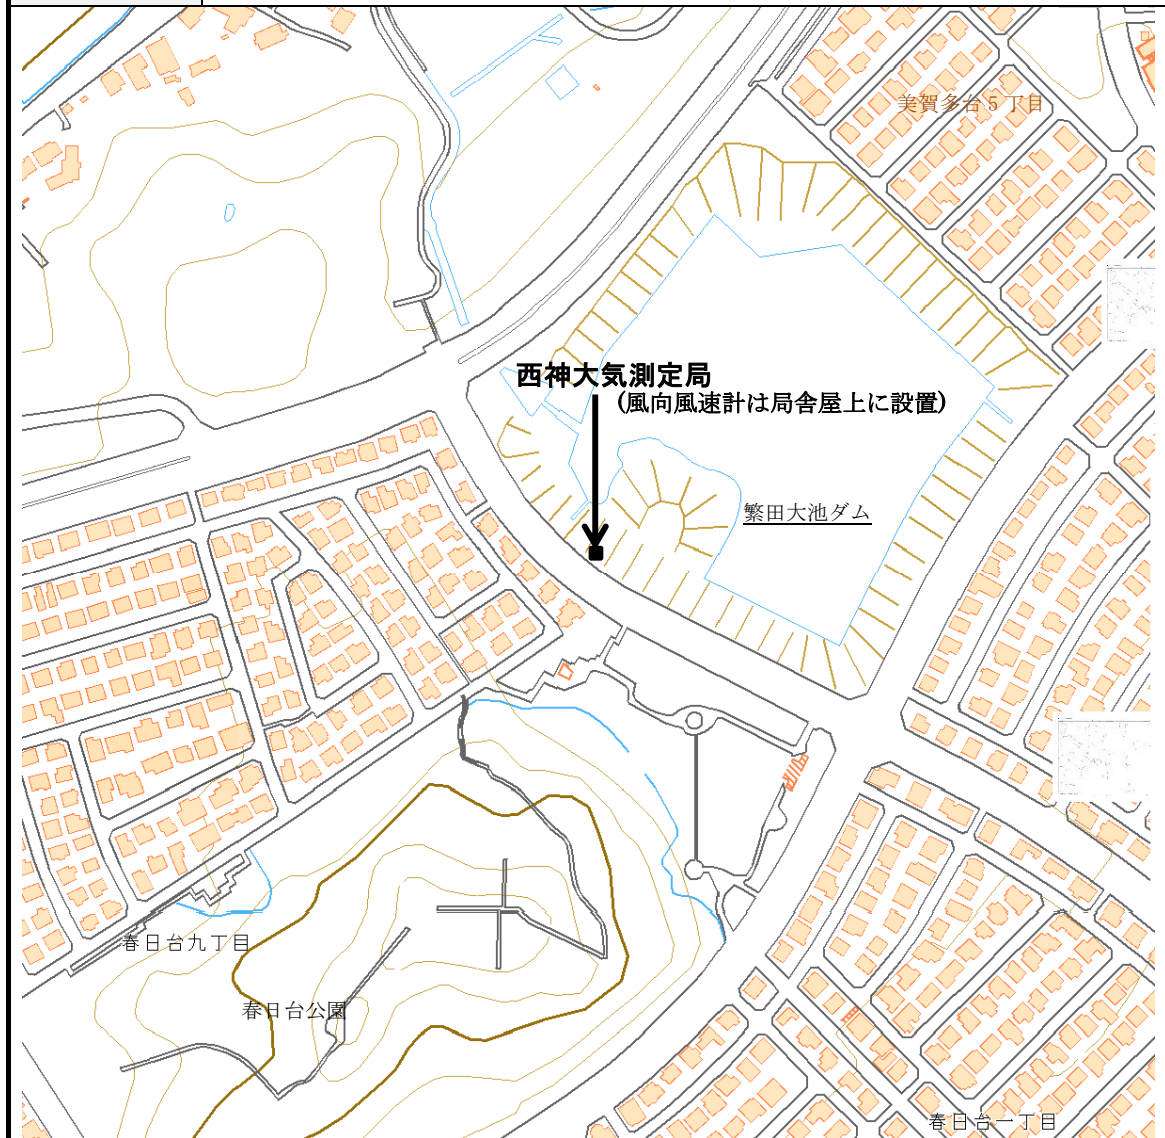 美賀多台5丁目
西神大気測定局
(風向風速計は局舎屋上に設置)
繁田大池ダム
春日台九丁目
春日台公園
春日台一丁目